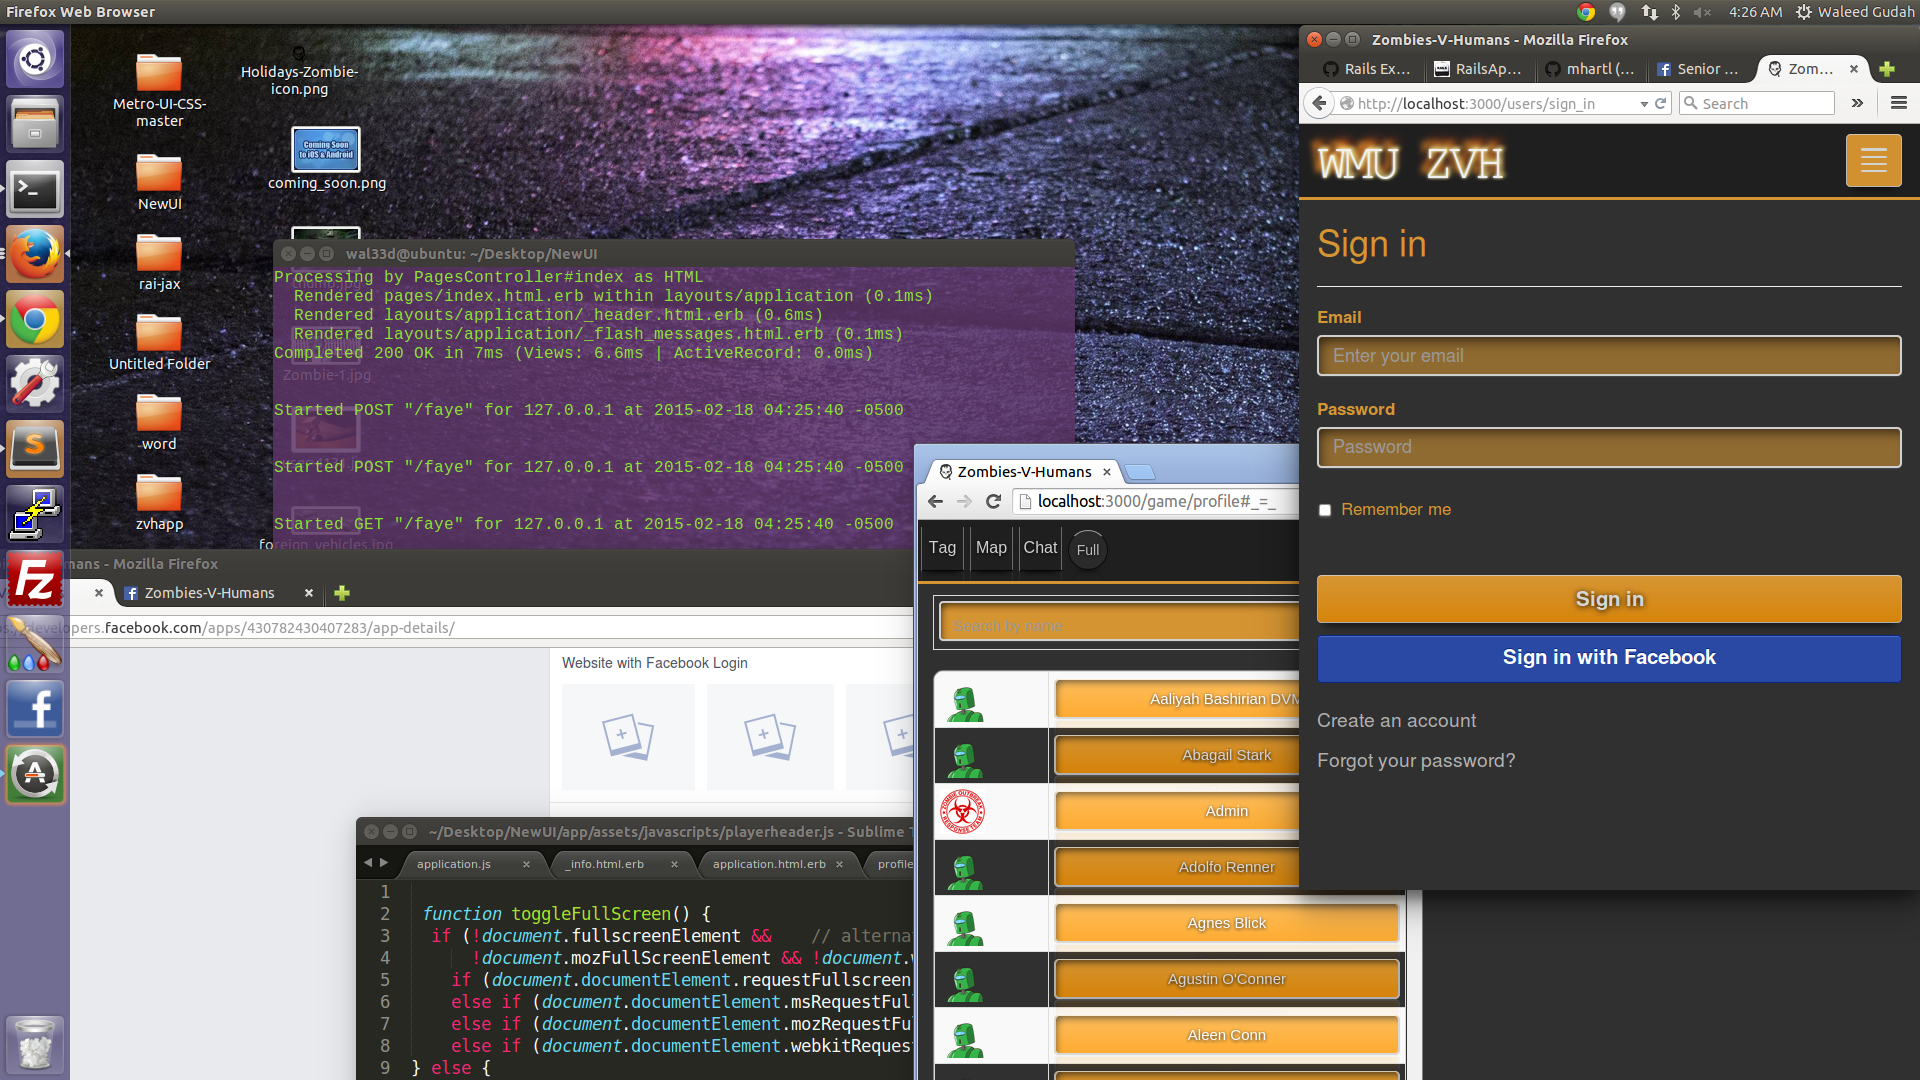 Firefox Web Browser
4:26 AM
Waleed Gudah
Metro-UI-CSS-
master
NewUI
rai-jax
Untitled Folder
word
zvhapp
Holidays-Zombie-
icon.png
Coming Soon
to iOS & Android
coming_soon.png
wal33d@ubuntu: ~/Desktop/NewUI
Processing by PagesController#index as HTML
Rendered pages/index.html.erb within layouts/application (0.1ms)
Rendered layouts/application/_header.html.erb (0.6ms)
Rendered layouts/application/_flash_messages.html.erb (0.1ms)
Completed 200 OK in 7ms (Views: 6.6ms | ActiveRecord: 0.0ms)
Zombie-1.jpg
Started POST "/faye" for 127.0.0.1 at 2015-02-18 04:25:40 -0500
Started POST "/faye" for 127.0.0.1 at 2015-02-18 04:25:40 -0500
Started GET "/faye" for 127.0.0.1 at 2015-02-18 04:25:40 -0500
foreign_vehicles.jpg
mans - Mozilla Firefox
Zombies-V-Humans
developers.facebook.com/apps/430782430407283/app-details/
Website with Facebook Login
~/Desktop/NewUI/app/assets/javascripts/playerheader.js - Sublime T
application.js
_info.html.erb
application.html.erb
profile
1
2 function toggleFullScreen() {
3 if (!document.fullscreenElement && // alterna
4 !document.mozFullScreenElement && !document.
5 if (document.documentElement.requestFullscreen
6 else if (document.documentElement.msRequestFul
7 else if (document.documentElement.mozRequestFu
8 else if (document.documentElement.webkitReques
9 } else {
Zombies-V-Humans
localhost:3000/game/profile#_=_
Tag
Map
Chat
Full
Search by name
Aaliyah Bashirian DVM
Abagail Stark
ZOMBIE OUTBREAK
RESPONSE TEAM
Admin
Adolfo Renner
Agnes Blick
Agustin O'Conner
Aleen Conn
Zombies-V-Humans - Mozilla Firefox
Rails Ex...
RailsAp...
mhartl (...
Senior ...
Zom...
http://localhost:3000/users/sign_in
Search
WMU ZVH
Sign in
Email
Enter your email
Password
Password
Remember me
Sign in
Sign in with Facebook
Create an account
Forgot your password?